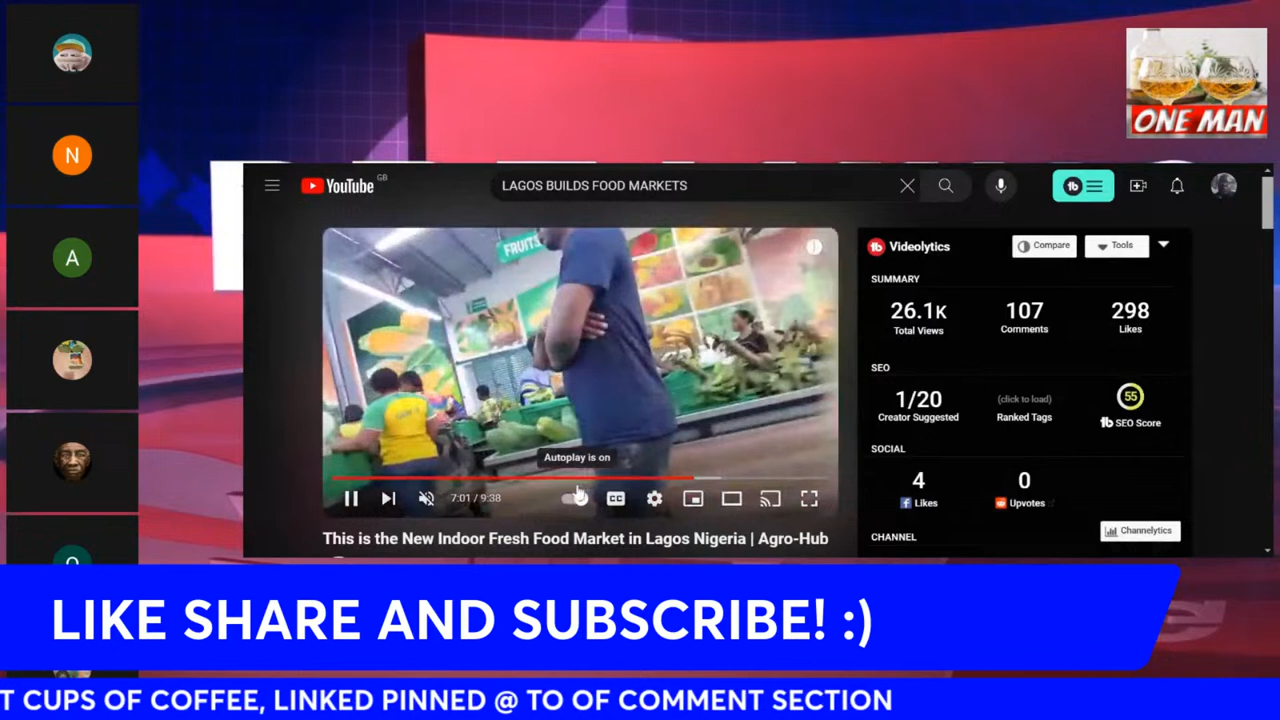 ONE MAN
N
A
YouTube GB
LAGOS BUILDS FOOD MARKETS
FRUITS
Autoplay is on
7:01 / 9:38
This is the New Indoor Fresh Food Market in Lagos Nigeria | Agro-Hub
Videolytics
Compare
Tools
SUMMARY
26.1K
Total Views
107
Comments
298
Likes
SEO
1/20
Creator Suggested
(click to load)
Ranked Tags
55
SEO Score
SOCIAL
4
Likes
0
Upvotes
CHANNEL
Channelytics
LIKE SHARE AND SUBSCRIBE! :)
T CUPS OF COFFEE, LINKED PINNED @ TO OF COMMENT SECTION